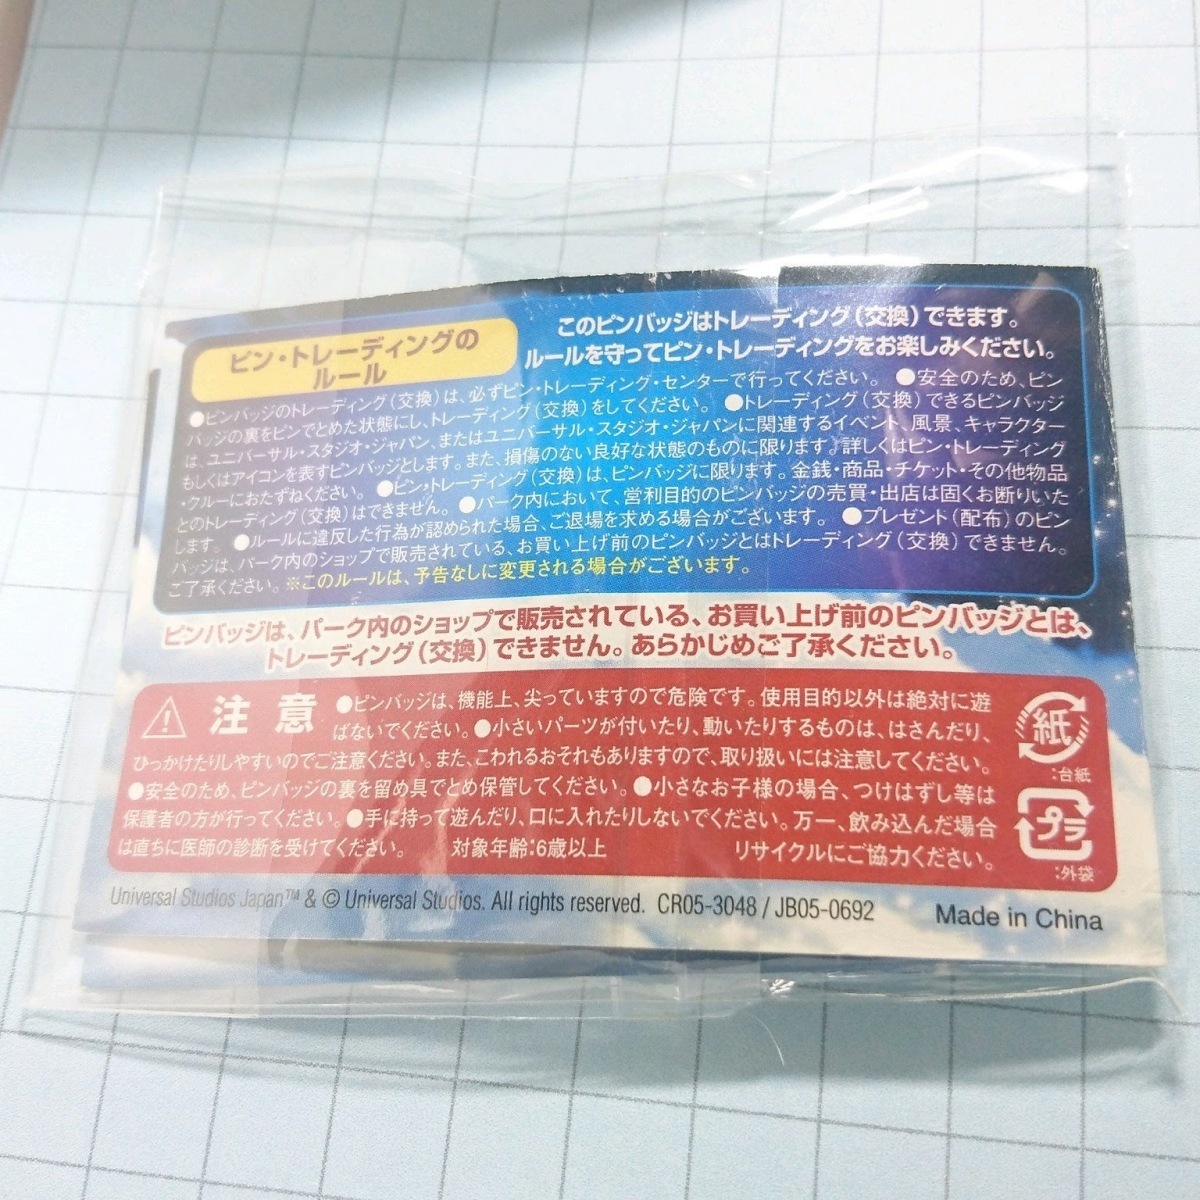 このピンバッジはトレーディング(交換)できます。
ルールを守ってピン・トレーディングをお楽しみください。
ピン・トレーディングの
ルール
●ピンバッジのトレーディング(交換)は、必ずピン・トレーディング・センターで行ってください。 ●安全のため、ピン
バッジの裏をピンでとめた状態にし、トレーディング(交換)をしてください。 ●トレーディング(交換)できるピンバッジ
は、ユニバーサル・スタジオ・ジャパン、またはユニバーサル・スタジオ・ジャパンに関連するイベント、風景、キャラクター
もしくはアイコンを表すピンバッジとします。また、損傷のない良好な状態のものに限ります。詳しくはピン・トレーディング
・クルーにおたずねください。 ●ピン・トレーディング(交換)は、ピンバッジに限ります。金銭・商品・チケット・その他物品
とのトレーディング(交換)はできません。 ●パーク内において、営利目的のピンバッジの売買・出店は固くお断りいた
します。 ●ルールに違反した行為が認められた場合、ご退場を求める場合がございます。 ●プレゼント(配布)のピン
バッジは、パーク内のショップで販売されている、お買い上げ前のピンバッジとはトレーディング(交換)できません。
ご了承ください。※このルールは、予告なしに変更される場合がございます。
ピンバッジは、パーク内のショップで販売されている、お買い上げ前のピンバッジとは、
トレーディング(交換)できません。あらかじめご了承ください。
注意
●ピンバッジは、機能上、尖っていますので危険です。使用目的以外は絶対に遊
ばないでください。●小さいパーツが付いたり、動いたりするものは、はさんだり、
ひっかけたりしやすいのでご注意ください。また、こわれるおそれもありますので、取り扱いには注意してください。
●安全のため、ピンバッジの裏を留め具でとめ保管してください。●小さなお子様の場合、つけはずし等は
保護者の方が行ってください。●手に持って遊んだり、口に入れたりしないでください。万一、飲み込んだ場合
は直ちに医師の診断を受けてください。 対象年齢:6歳以上 リサイクルにご協力ください。
紙
:台紙
プラ
:外袋
Universal Studios Japan™ & © Universal Studios. All rights reserved. CR05-3048 / JB05-0692 Made in China